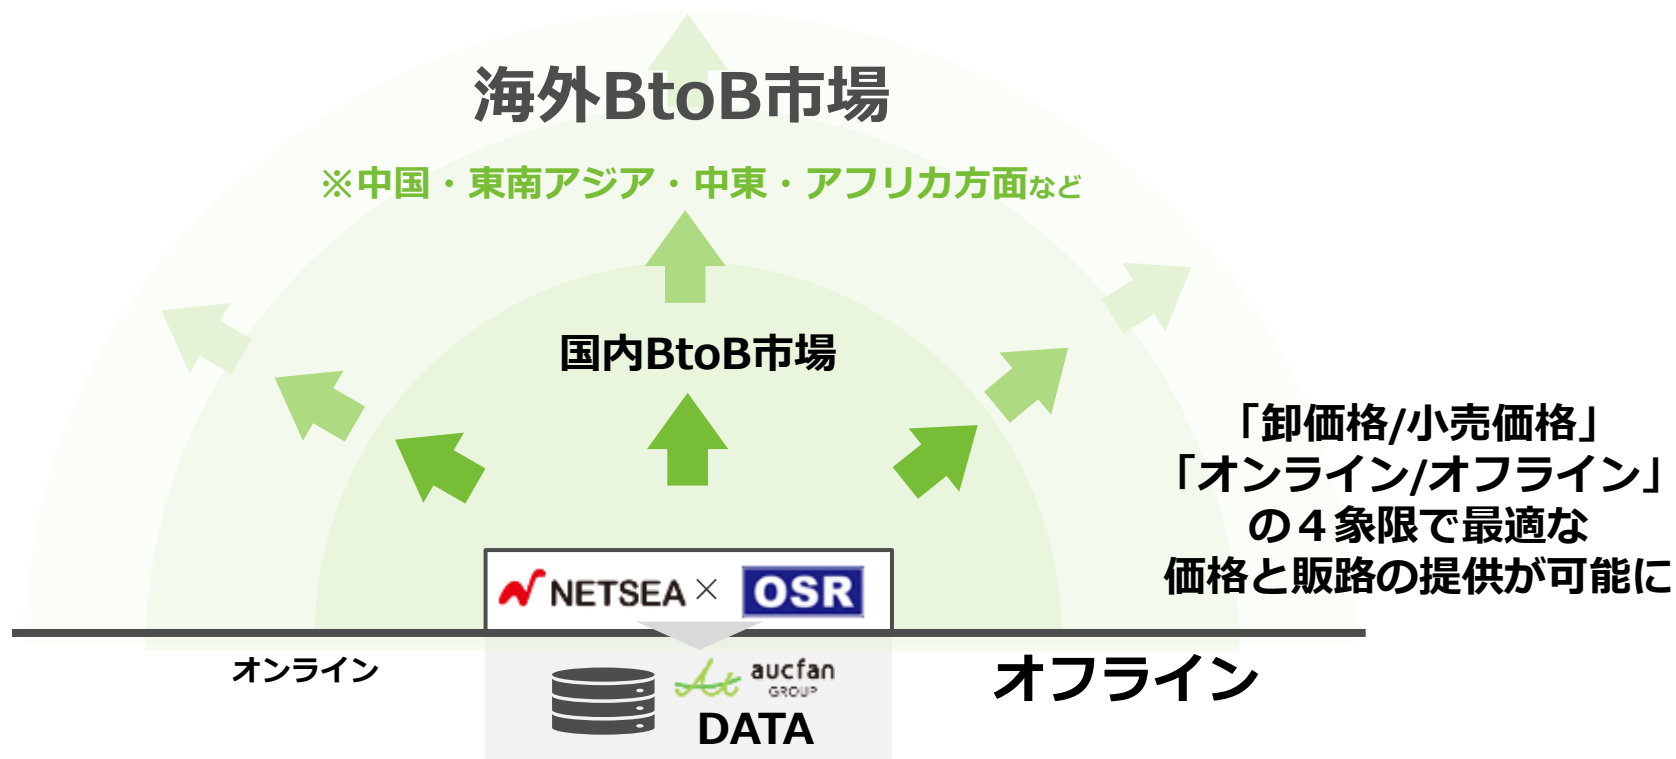 海外BtoB市場
※中国・東南アジア・中東・アフリカ方面など
国内BtoB市場
「卸価格/小売価格」
「オンライン/オフライン」
の４象限で最適な
価格と販路の提供が可能に
NETSEA × OSR
オンライン
オフライン
aucfan
GROUP
DATA